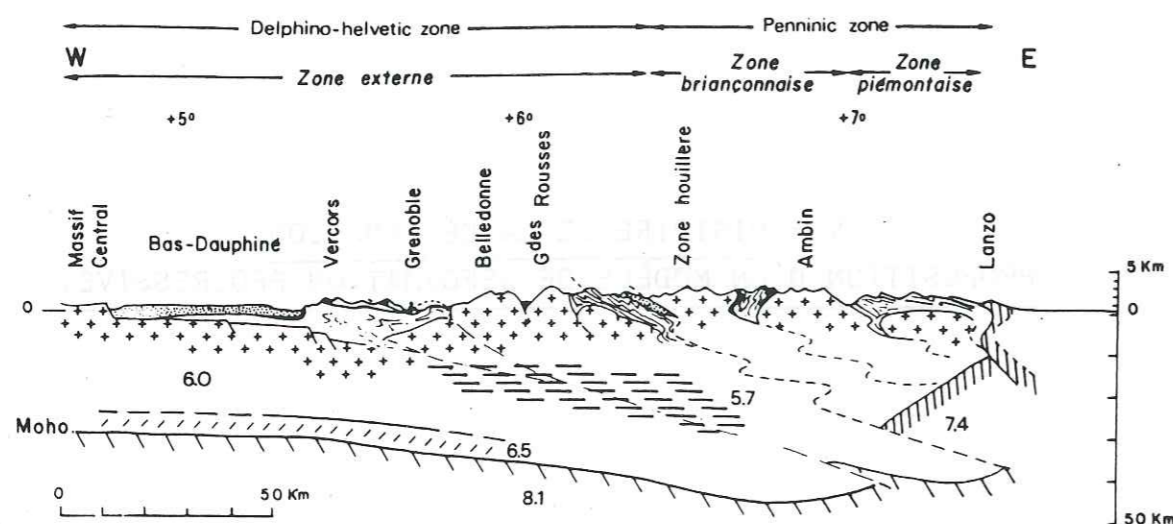 Delphino-helvetic zone Penninic zone
W E
Zone externe Zone briançonnaise Zone piémontaise
+5° +6° +7°
Massif Central
Bas-Dauphiné
Vercors
Grenoble
Belledonne
Gdes Rousses
Zone houillère
Ambin
Lanzo
5 Km
0 0
6.0
5.7
7.4
Moho
6.5
8.1
0 50 Km
50 Km